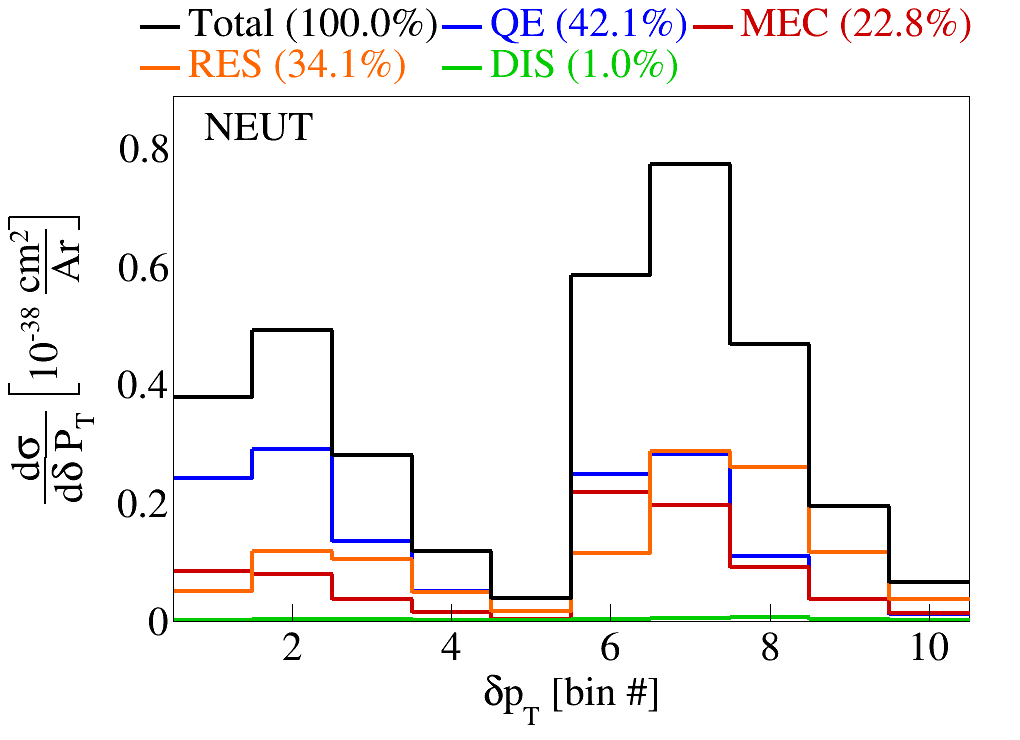 Total (100.0%) QE (42.1%) MEC (22.8%)
RES (34.1%) DIS (1.0%)
NEUT
0.8
0.6
0.4
0.2
0
dσ/dδ P_T [10^-38 cm^2/Ar]
2 4 6 8 10
δp_T [bin #]